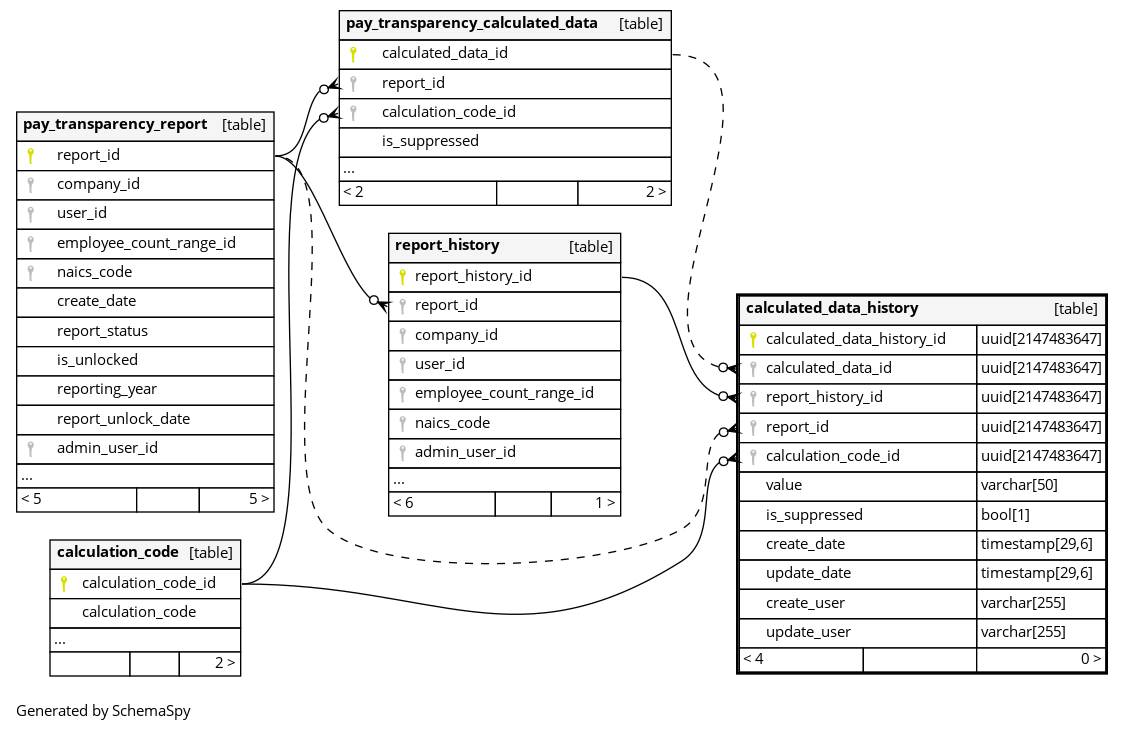 pay_transparency_calculated_data [table]
calculated_data_id
report_id
calculation_code_id
is_suppressed
...
< 2 2 >
pay_transparency_report [table]
report_id
company_id
user_id
employee_count_range_id
naics_code
create_date
report_status
is_unlocked
reporting_year
report_unlock_date
admin_user_id
...
< 5 5 >
report_history [table]
report_history_id
report_id
company_id
user_id
employee_count_range_id
naics_code
admin_user_id
...
< 6 1 >
calculated_data_history [table]
calculated_data_history_id uuid[2147483647]
calculated_data_id uuid[2147483647]
report_history_id uuid[2147483647]
report_id uuid[2147483647]
calculation_code_id uuid[2147483647]
value varchar[50]
is_suppressed bool[1]
create_date timestamp[29,6]
update_date timestamp[29,6]
create_user varchar[255]
update_user varchar[255]
< 4 0 >
calculation_code [table]
calculation_code_id
calculation_code
...
2 >
Generated by SchemaSpy